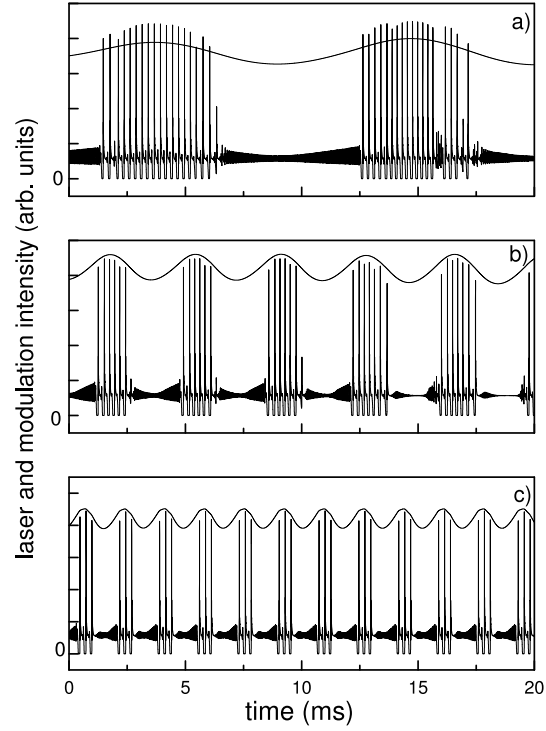 a)
0
b)
0
c)
0
0 5 10 15 20
time (ms)
laser and modulation intensity (arb. units)